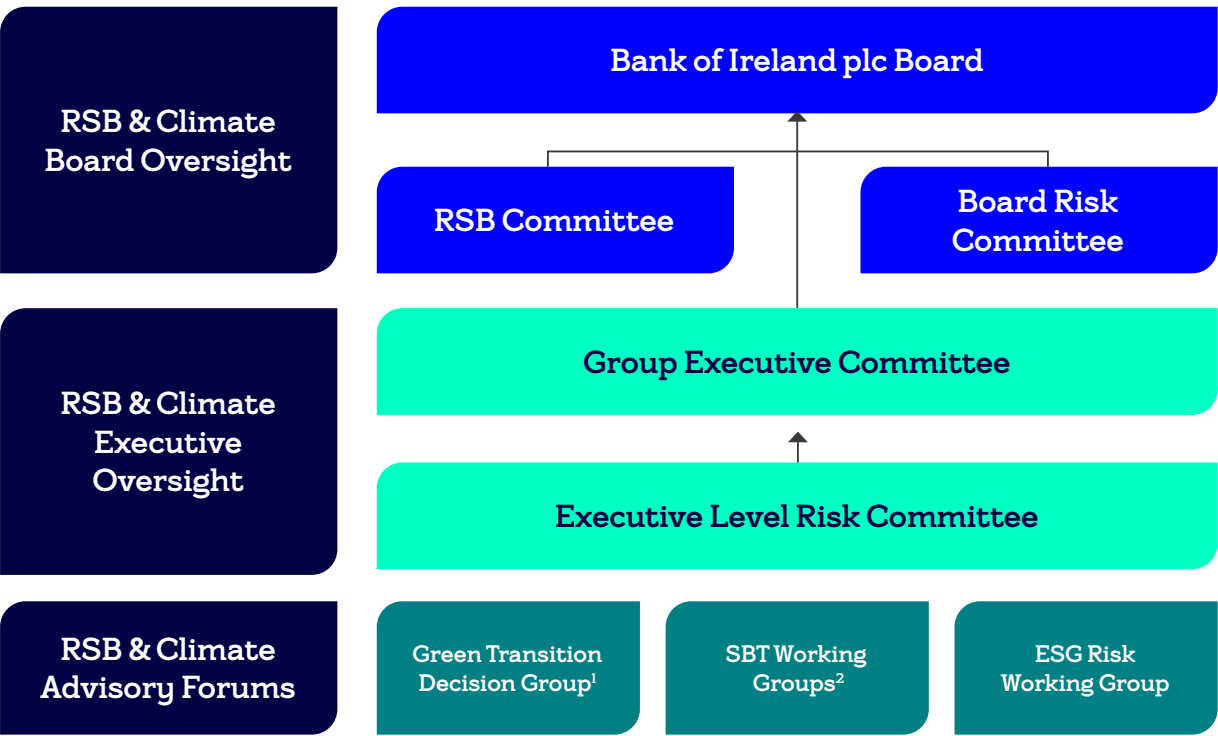 RSB & Climate
Board Oversight
Bank of Ireland plc Board
RSB Committee
Board Risk
Committee
RSB & Climate
Executive
Oversight
Group Executive Committee
Executive Level Risk Committee
RSB & Climate
Advisory Forums
Green Transition
Decision Group¹
SBT Working
Groups²
ESG Risk
Working Group